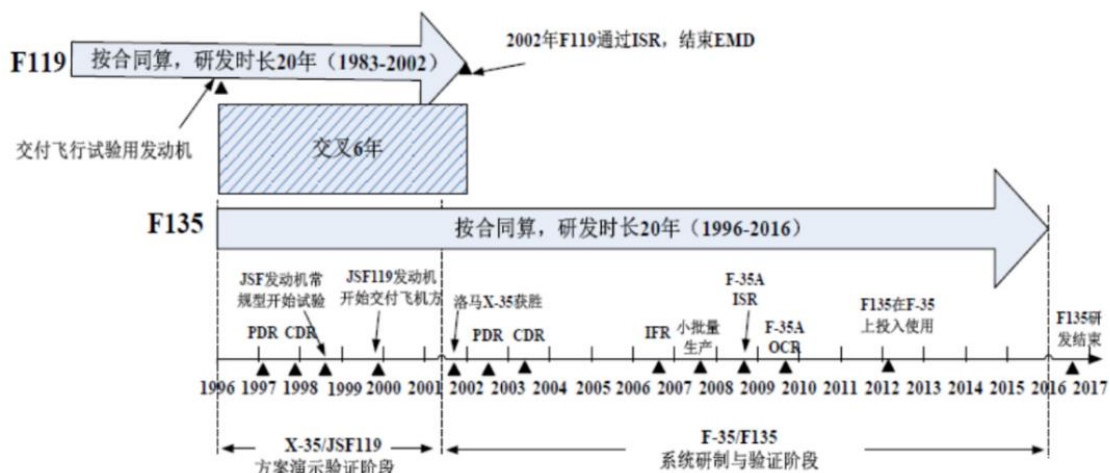 2002年F119通过ISR，结束EMD
F119
按合同算，研发时长20年（1983-2002）
交付飞行试验用发动机
交叉6年
F135
按合同算，研发时长20年（1996-2016）
JSF发动机常
规型开始试验
JSF119发动机
开始交付飞机方
洛马X-35获胜
F-35A
ISR
F135在F-35
上投入使用
F135研
发结束
PDR
CDR
PDR
CDR
IFR
小批量
生产
F-35A
OCR
1996 1997 1998 1999 2000 2001 2002 2003 2004 2005 2006 2007 2008 2009 2010 2011 2012 2013 2014 2015 2016 2017
X-35/JSF119
方案演示验证阶段
F-35/F135
系统研制与验证阶段